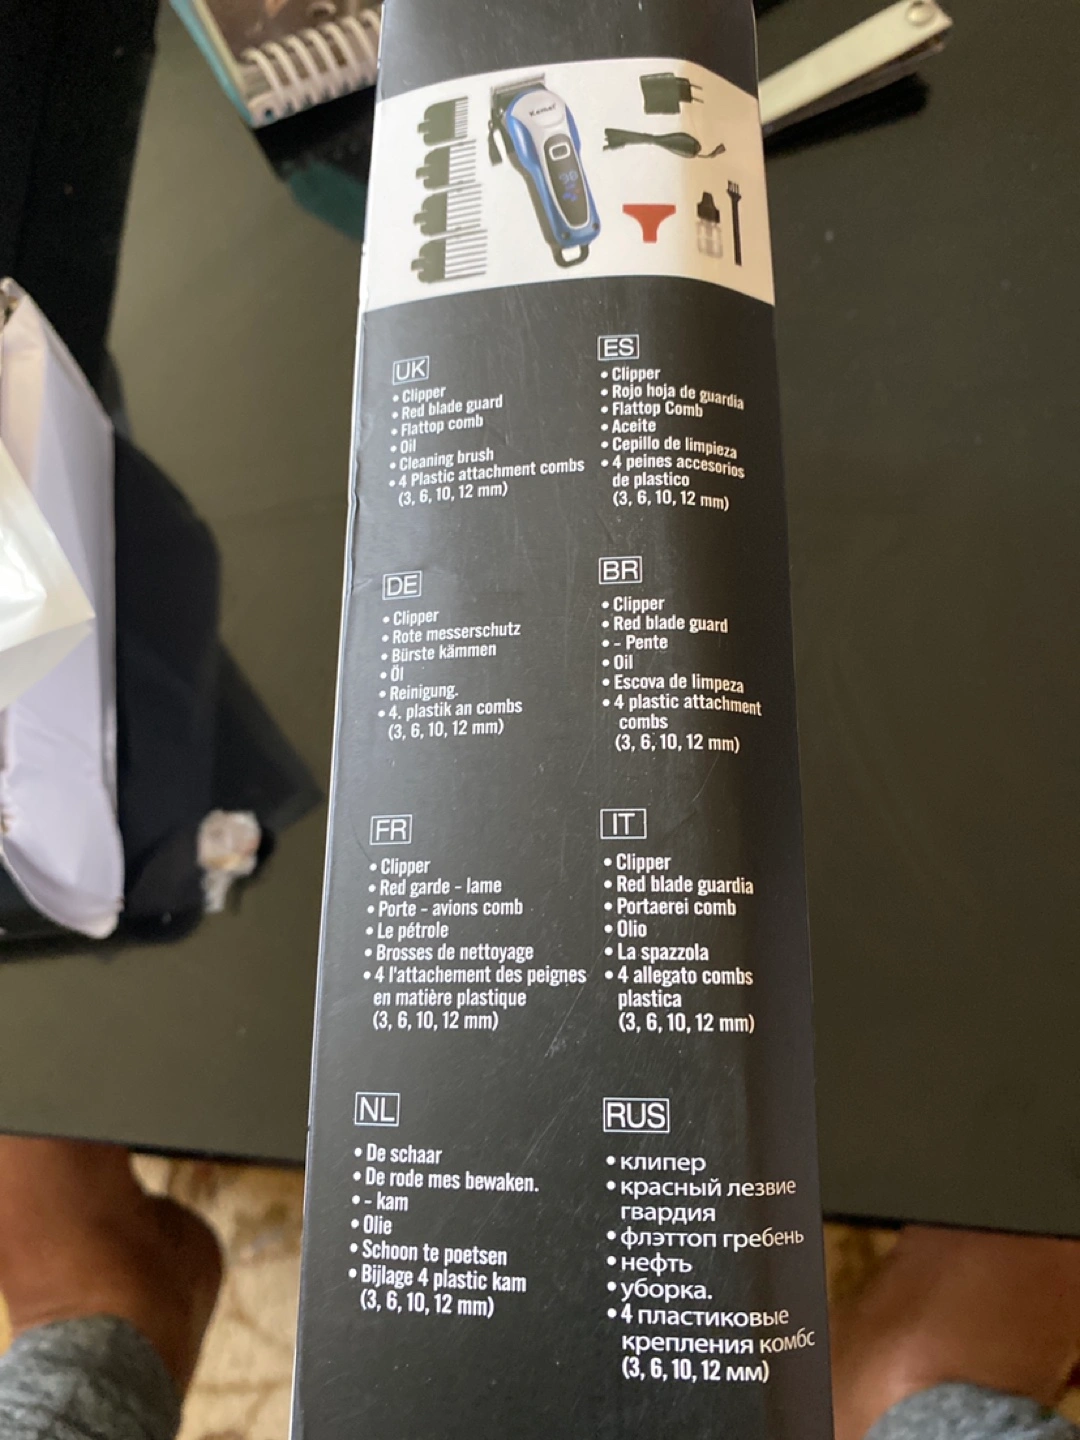 Kemei
UK
• Clipper
• Red blade guard
• Flattop comb
• Oil
• Cleaning brush
• 4 Plastic attachment combs
(3, 6, 10, 12 mm)
ES
• Clipper
• Rojo hoja de guardia
• Flattop Comb
• Aceite
• Cepillo de limpieza
• 4 peines accesorios
de plastico
(3, 6, 10, 12 mm)
DE
• Clipper
• Rote messerschutz
• Bürste kämmen
• Öl
• Reinigung.
• 4. plastik an combs
(3, 6, 10, 12 mm)
BR
• Clipper
• Red blade guard
• - Pente
• Oil
• Escova de limpeza
• 4 plastic attachment
combs
(3, 6, 10, 12 mm)
FR
• Clipper
• Red garde - lame
• Porte - avions comb
• Le pétrole
• Brosses de nettoyage
• 4 l'attachement des peignes
en matière plastique
(3, 6, 10, 12 mm)
IT
• Clipper
• Red blade guardia
• Portaerei comb
• Olio
• La spazzola
• 4 allegato combs
plastica
(3, 6, 10, 12 mm)
NL
• De schaar
• De rode mes bewaken.
• - kam
• Olie
• Schoon te poetsen
• Bijlage 4 plastic kam
(3, 6, 10, 12 mm)
RUS
• клипер
• красный лезвие
гвардия
• флэттоп гребень
• нефть
• уборка.
• 4 пластиковые
крепления комбс
(3, 6, 10, 12 мм)